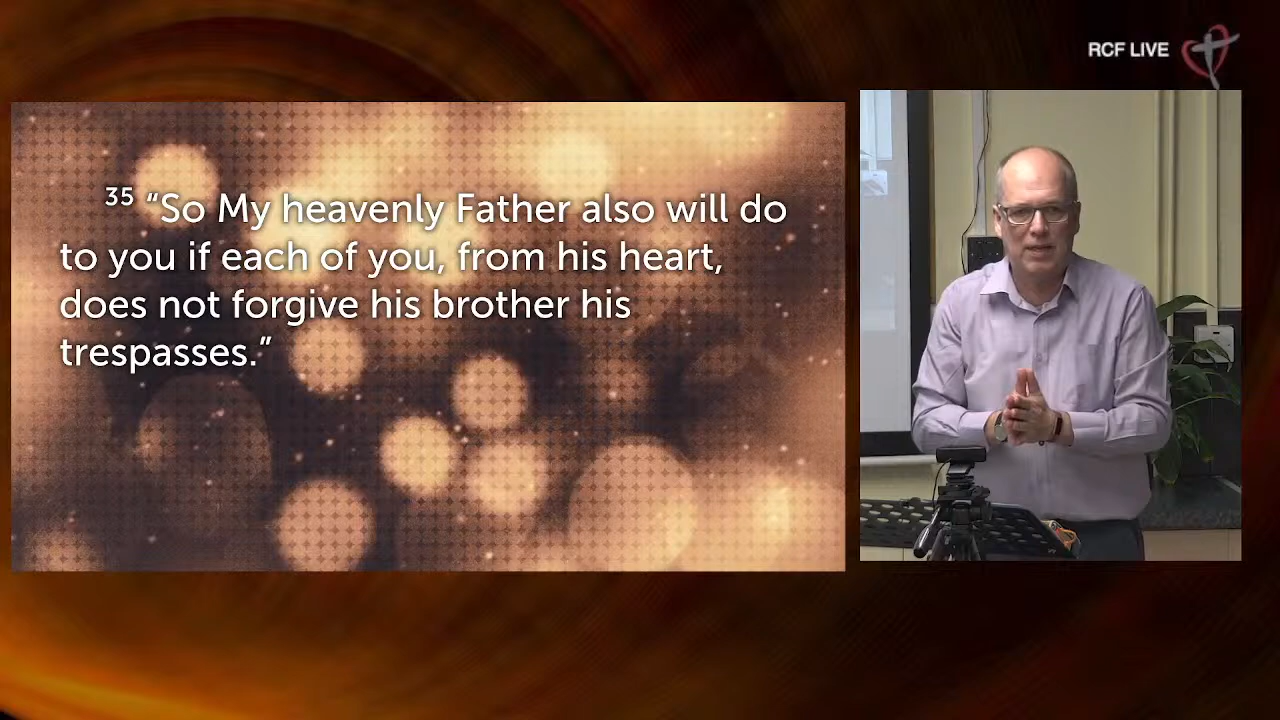 RCF LIVE
35 “So My heavenly Father also will do
to you if each of you, from his heart,
does not forgive his brother his
trespasses.”